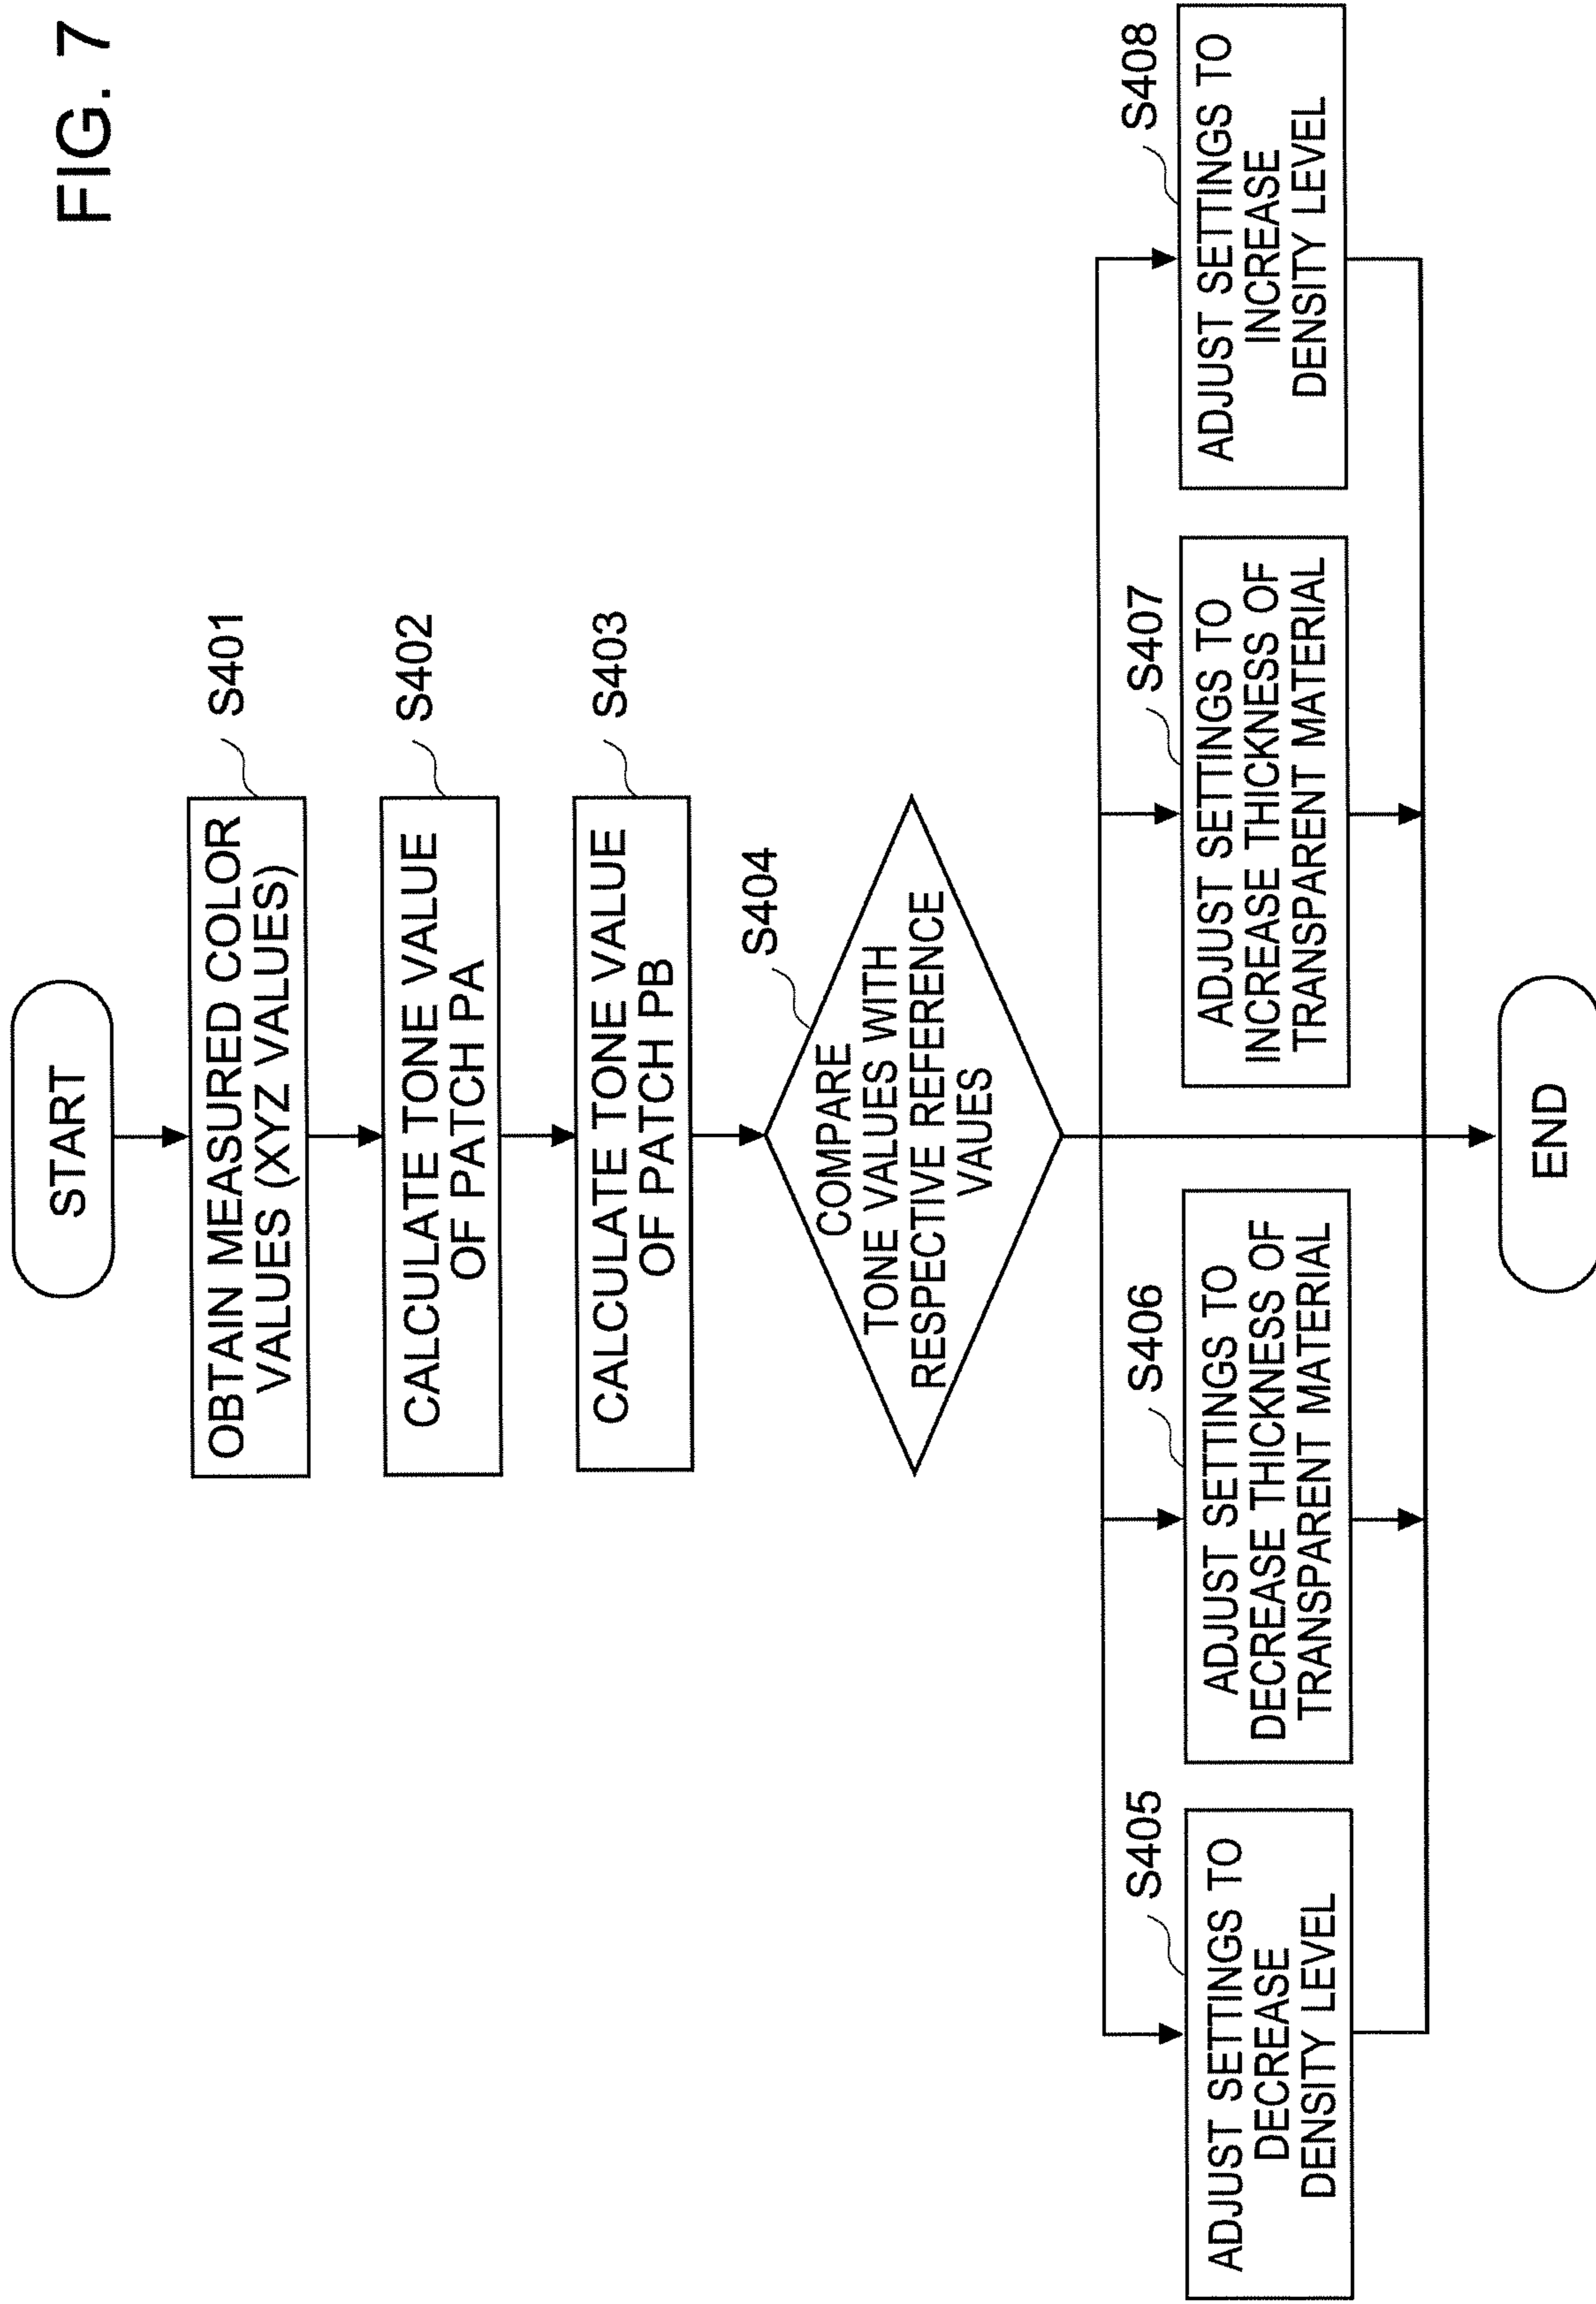 FIG. 7
START
OBTAIN MEASURED COLOR
VALUES (XYZ VALUES)
S401
CALCULATE TONE VALUE
OF PATCH PA
S402
CALCULATE TONE VALUE
OF PATCH PB
S403
S404
COMPARE
TONE VALUES WITH
RESPECTIVE REFERENCE
VALUES
S405
ADJUST SETTINGS TO
DECREASE
DENSITY LEVEL
S406
ADJUST SETTINGS TO
DECREASE THICKNESS OF
TRANSPARENT MATERIAL
S407
ADJUST SETTINGS TO
INCREASE THICKNESS OF
TRANSPARENT MATERIAL
S408
ADJUST SETTINGS TO
INCREASE
DENSITY LEVEL
END